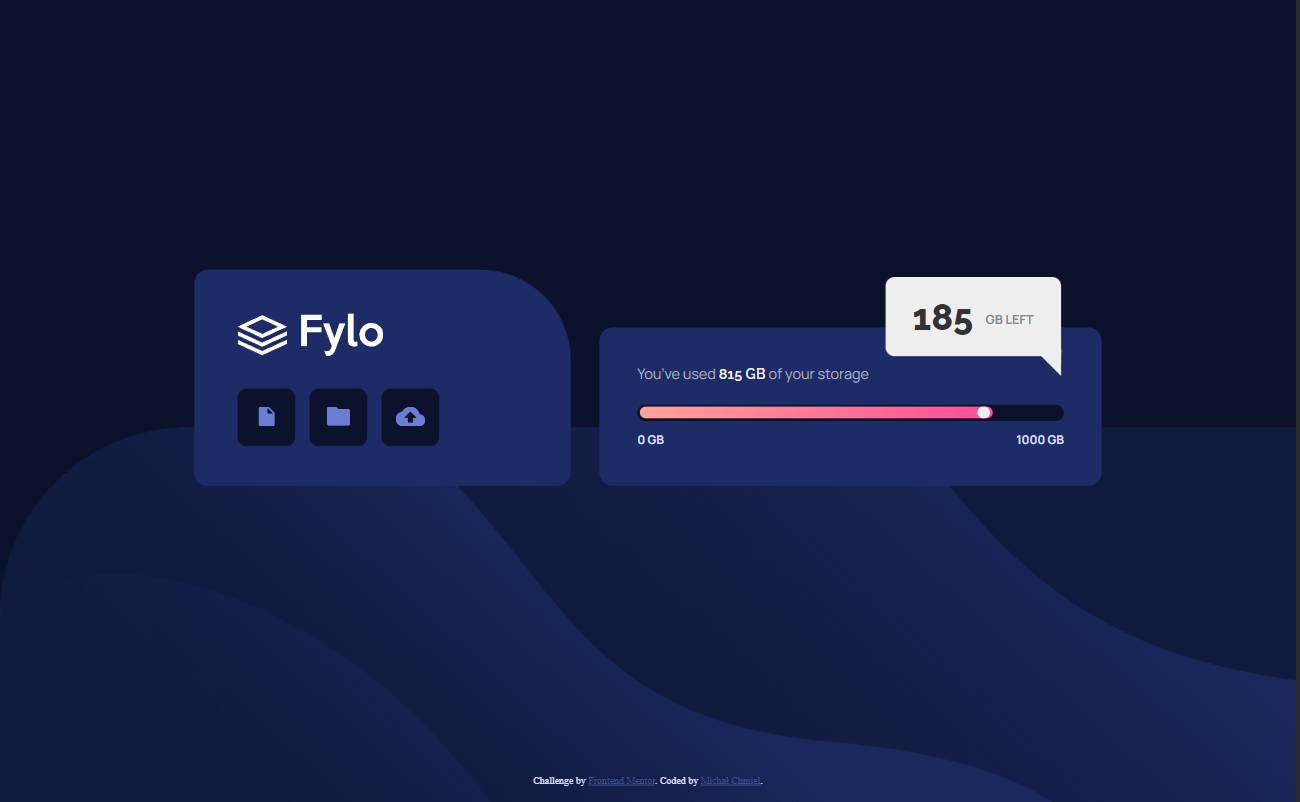 Fylo
185 GB LEFT
You've used 815 GB of your storage
0 GB 1000 GB
Challenge by Frontend Mentor. Coded by Michał Chmiel.